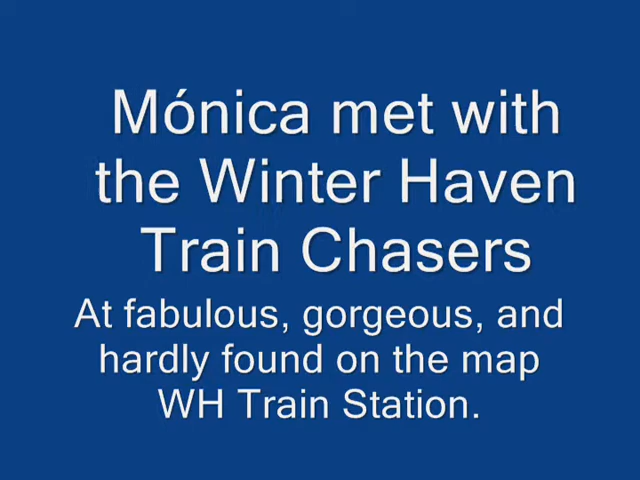 Mónica met with
the Winter Haven
Train Chasers
At fabulous, gorgeous, and
hardly found on the map
WH Train Station.